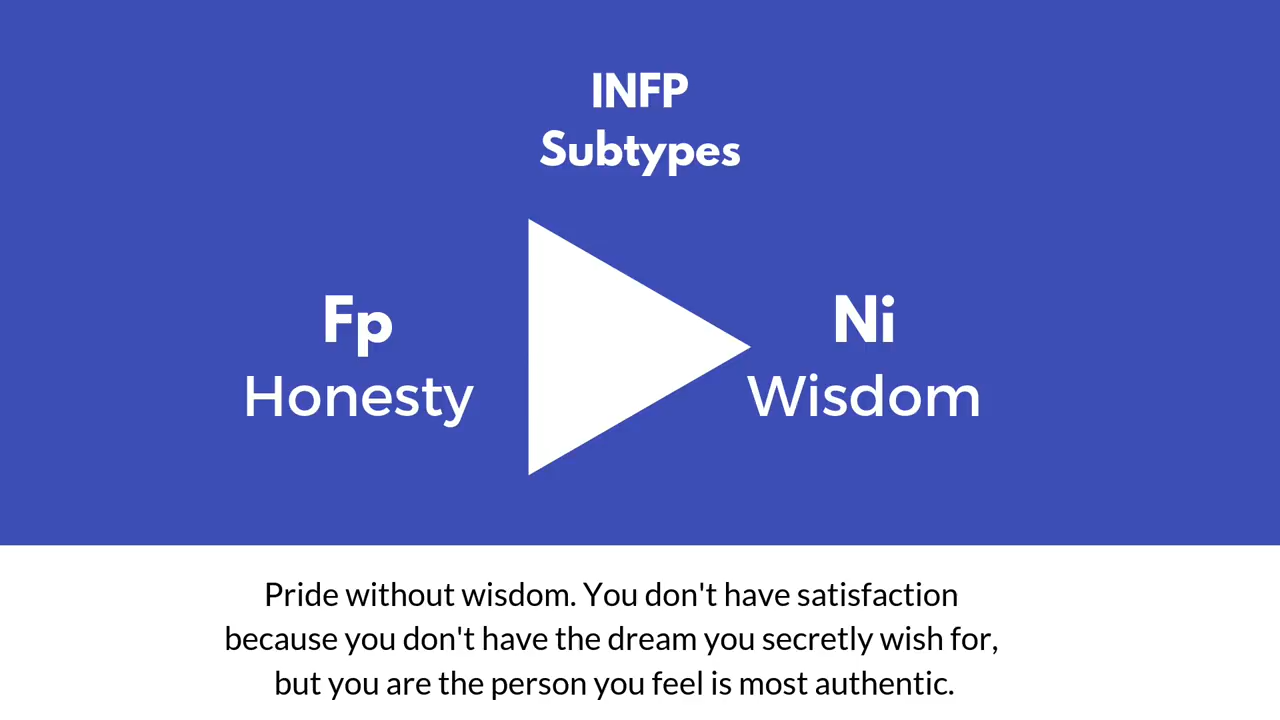 INFP
Subtypes
Fp
Honesty
Ni
Wisdom
Pride without wisdom. You don't have satisfaction
because you don't have the dream you secretly wish for,
but you are the person you feel is most authentic.